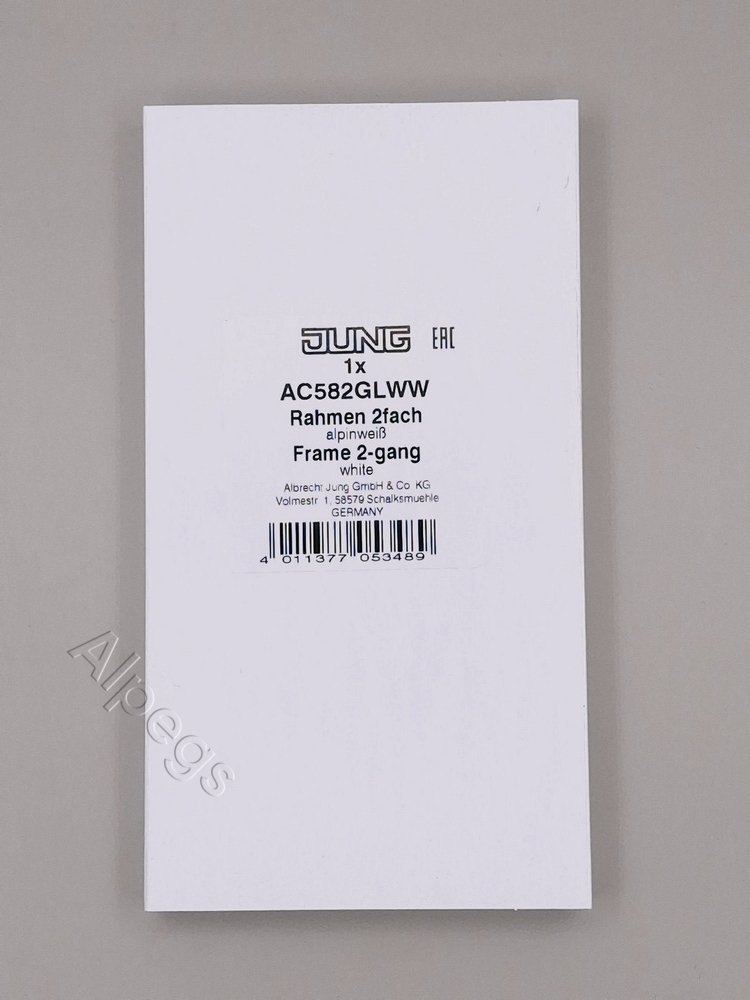 JUNG EAC
1x
AC582GLWW
Rahmen 2fach
alpinweiß
Frame 2-gang
white
Albrecht Jung GmbH & Co. KG
Volmestr. 1, 58579 Schalksmuehle
GERMANY
4 011377 053489
Alpegs